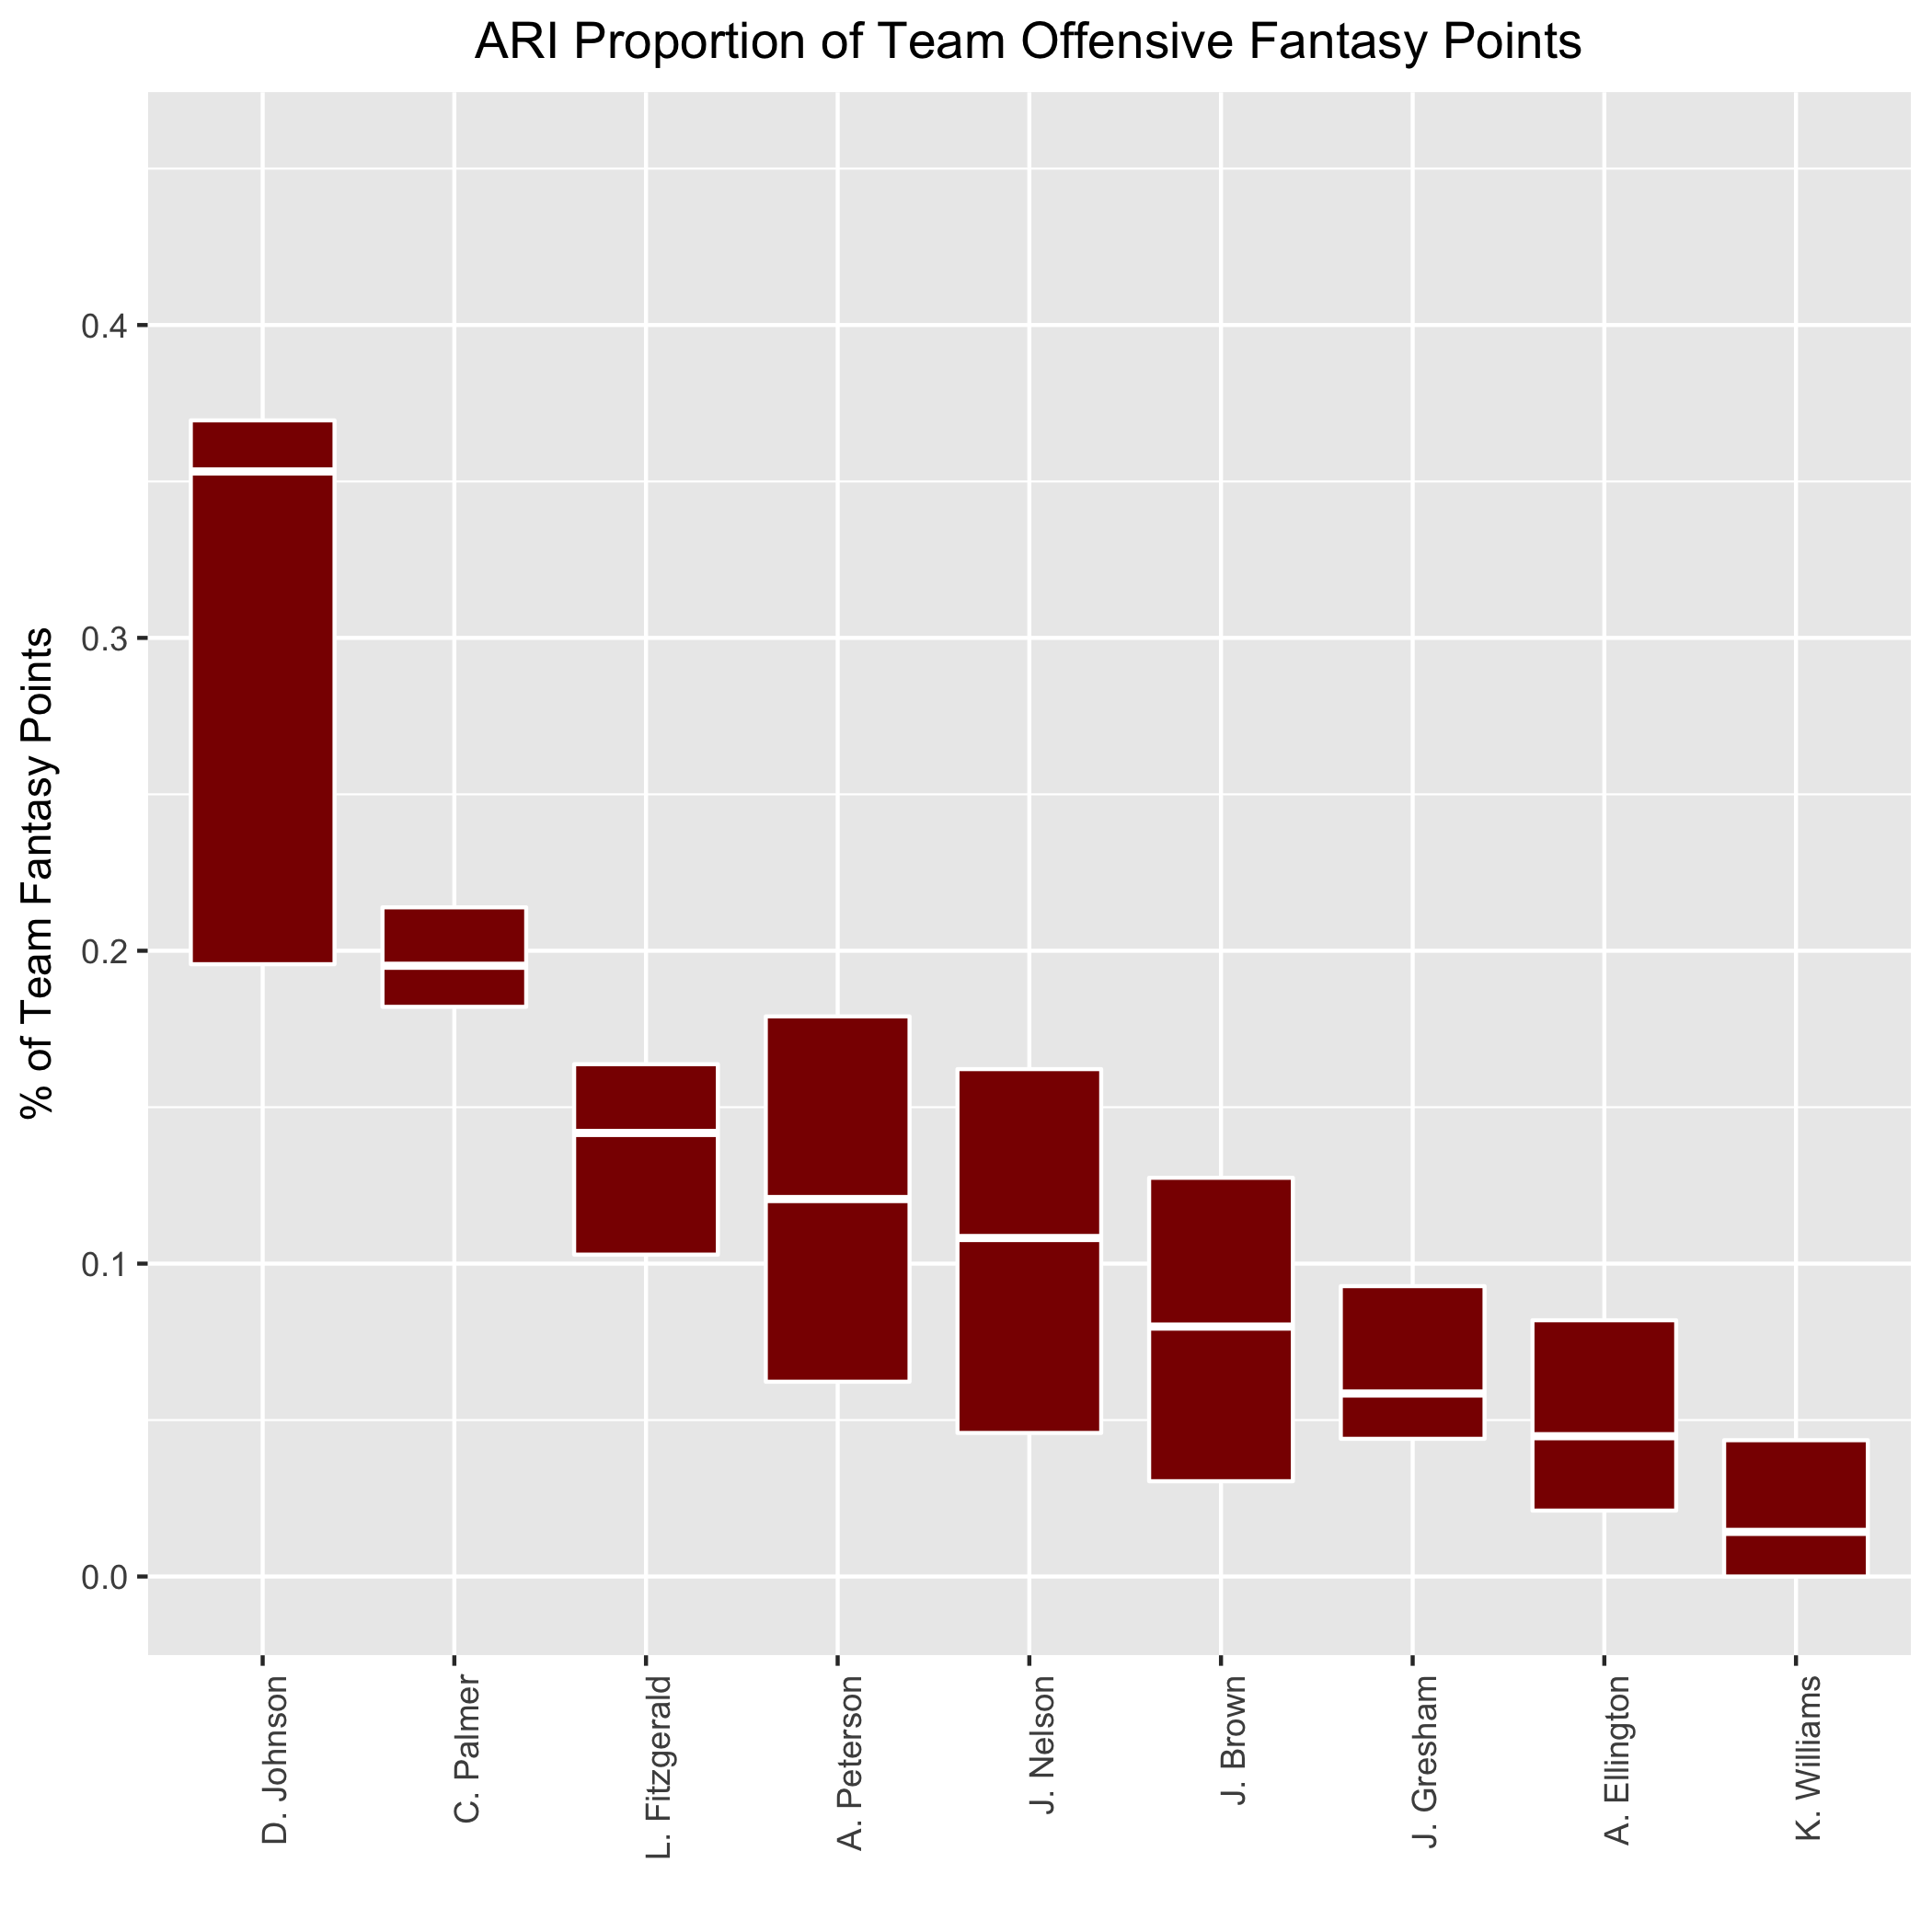 ARI Proportion of Team Offensive Fantasy Points
% of Team Fantasy Points
0.4
0.3
0.2
0.1
0.0
D. Johnson
C. Palmer
L. Fitzgerald
A. Peterson
J. Nelson
J. Brown
J. Gresham
A. Ellington
K. Williams